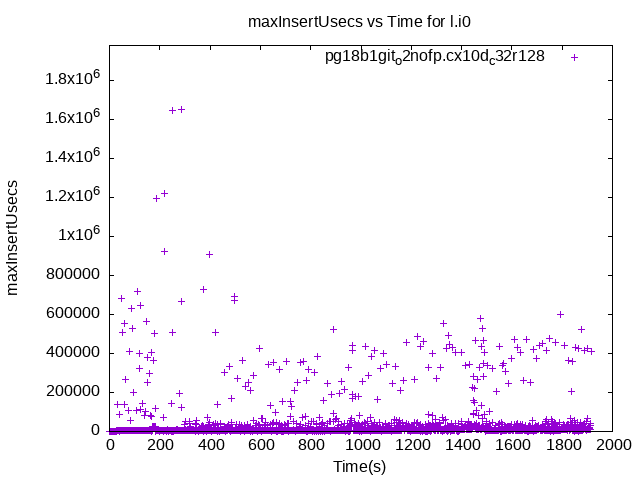 maxInsertUsecs vs Time for l.i0
pg18b1git_o2nofp.cx10d_c32r128
1.8x10^6
1.6x10^6
1.4x10^6
1.2x10^6
1x10^6
800000
600000
400000
200000
0
maxInsertUsecs
0 200 400 600 800 1000 1200 1400 1600 1800 2000
Time(s)